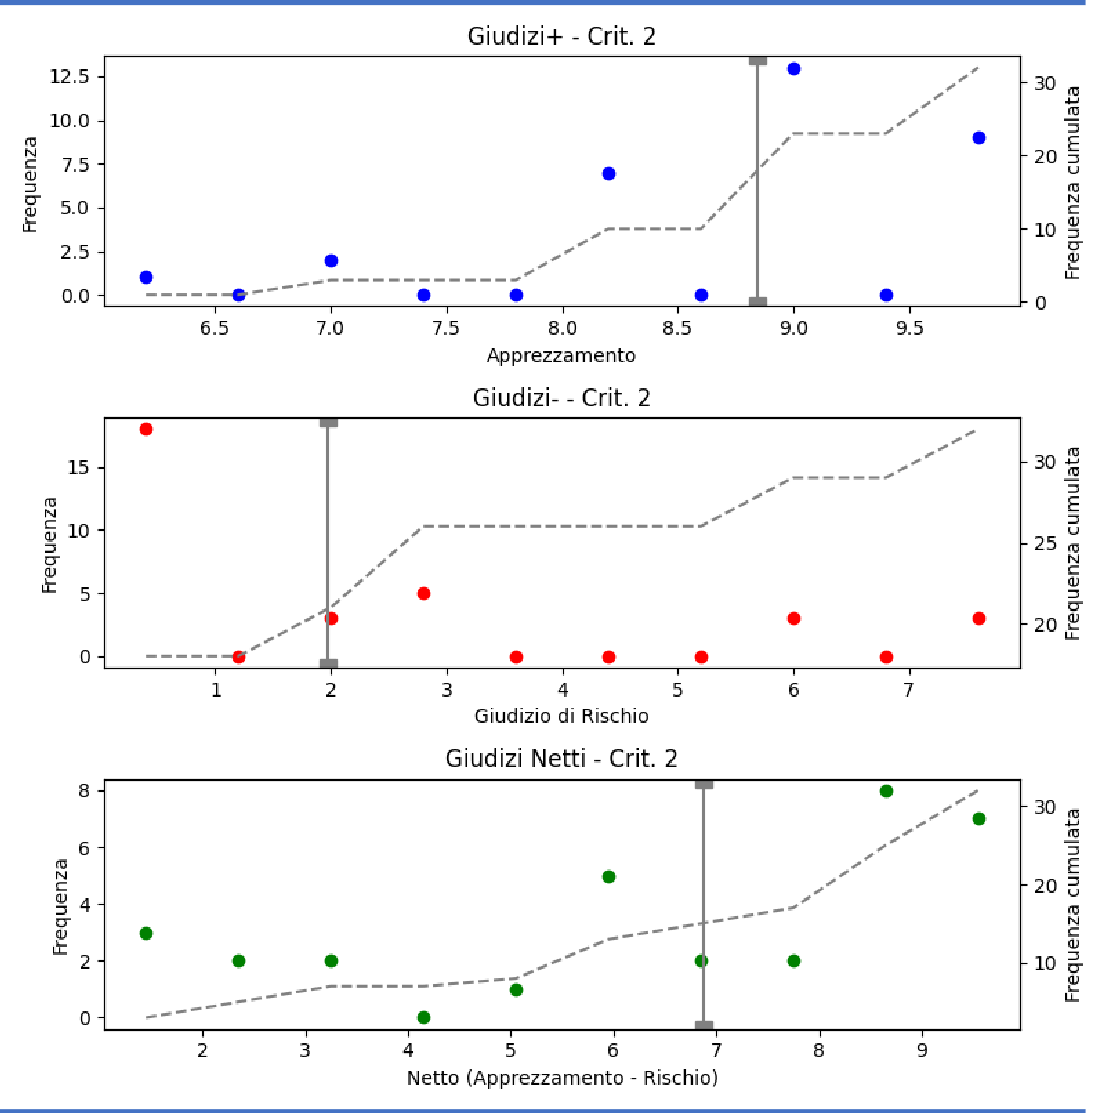 Giudizi+ - Crit. 2
12.5
10.0
7.5
5.0
2.5
0.0
Frequenza
30
20
10
0
Frequenza cumulata
6.5 7.0 7.5 8.0 8.5 9.0 9.5
Apprezzamento
Giudizi- - Crit. 2
15
10
5
0
Frequenza
30
25
20
Frequenza cumulata
1 2 3 4 5 6 7
Giudizio di Rischio
Giudizi Netti - Crit. 2
8
6
4
2
0
Frequenza
30
20
10
Frequenza cumulata
2 3 4 5 6 7 8 9
Netto (Apprezzamento - Rischio)